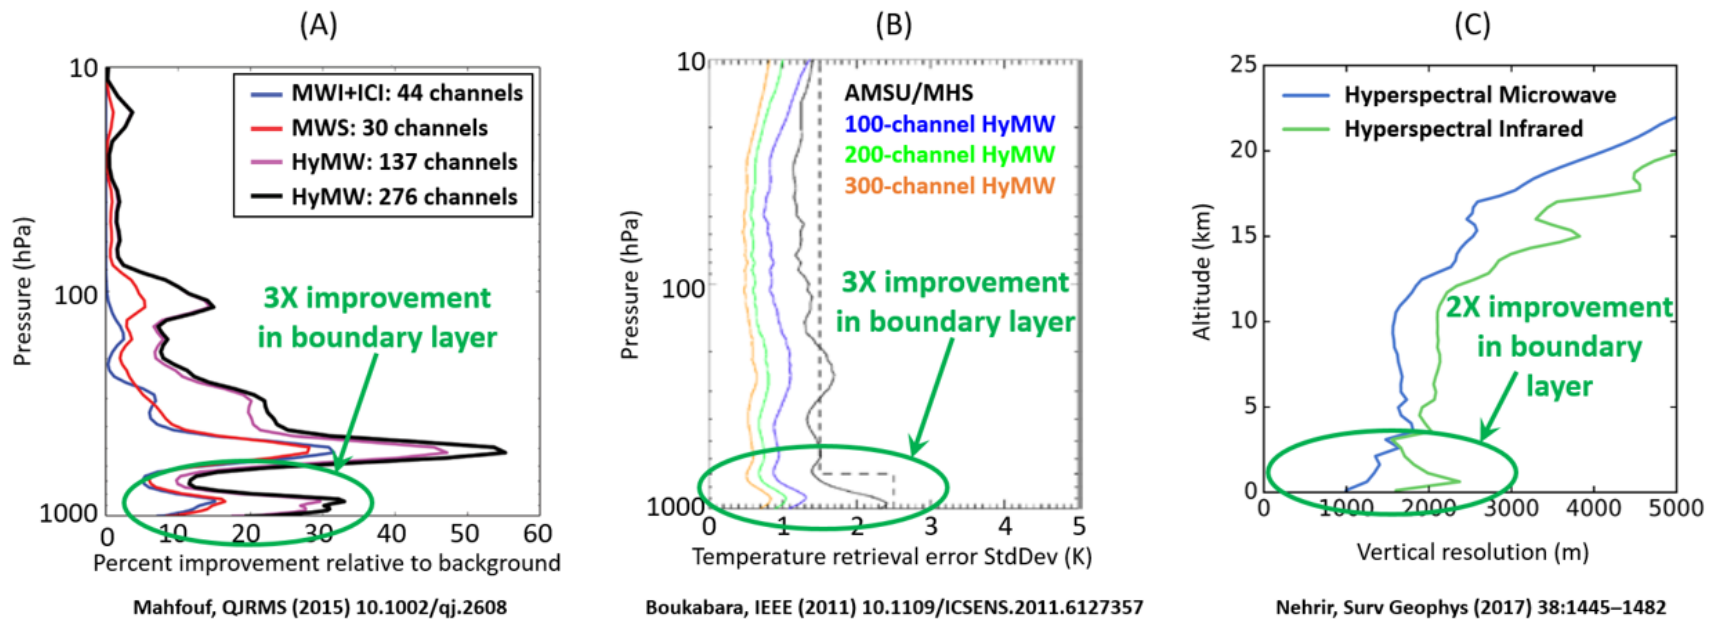 (A)
10
100
1000
0
10
20
30
40
50
60
Pressure (hPa)
MWI+ICI: 44 channels
MWS: 30 channels
HyMW: 137 channels
HyMW: 276 channels
3X improvement
in boundary layer
Percent improvement relative to background
Mahfouf, QJRMS (2015) 10.1002/qj.2608
(B)
10
100
1000
0
1
2
3
4
5
Pressure (hPa)
AMSU/MHS
100-channel HyMW
200-channel HyMW
300-channel HyMW
3X improvement
in boundary layer
Temperature retrieval error StdDev (K)
Boukabara, IEEE (2011) 10.1109/ICSENS.2011.6127357
(C)
25
20
15
10
5
0
0
1000
2000
3000
4000
5000
Altitude (km)
Hyperspectral Microwave
Hyperspectral Infrared
2X improvement
in boundary
layer
Vertical resolution (m)
Nehrir, Surv Geophys (2017) 38:1445–1482